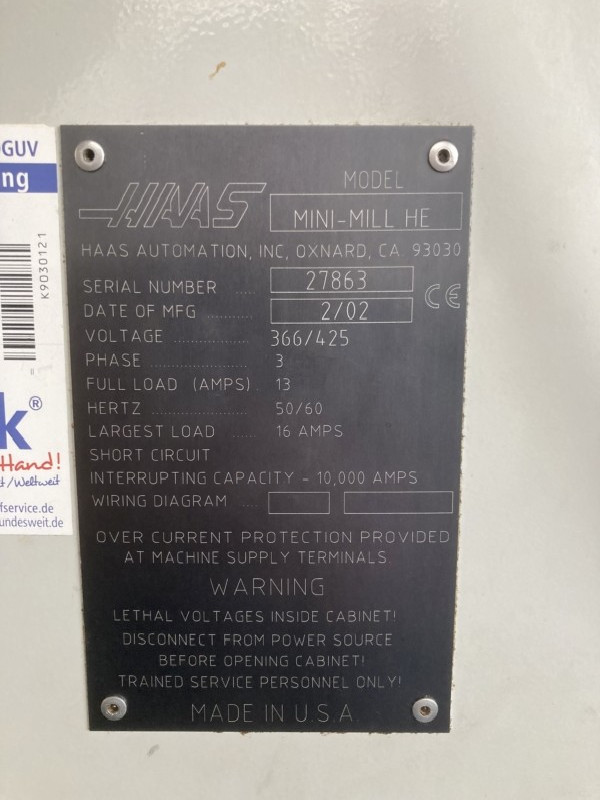 GUV
ng
K9030121
k®
Hand!
t/Weltweit
fservice.de
undesweit.de
HAAS
MODEL
MINI-MILL HE
HAAS AUTOMATION, INC, OXNARD, CA 93030
SERIAL NUMBER ..... 27863
CE
DATE OF MFG .......... 2/02
VOLTAGE .................. 366/425
PHASE ....................... 3
FULL LOAD (AMPS). 13
HERTZ ....................... 50/60
LARGEST LOAD ...... 16 AMPS
SHORT CIRCUIT
INTERRUPTING CAPACITY = 10,000 AMPS
WIRING DIAGRAM ....
OVER CURRENT PROTECTION PROVIDED
AT MACHINE SUPPLY TERMINALS.
WARNING
LETHAL VOLTAGES INSIDE CABINET!
DISCONNECT FROM POWER SOURCE
BEFORE OPENING CABINET!
TRAINED SERVICE PERSONNEL ONLY!
MADE IN U.S.A.